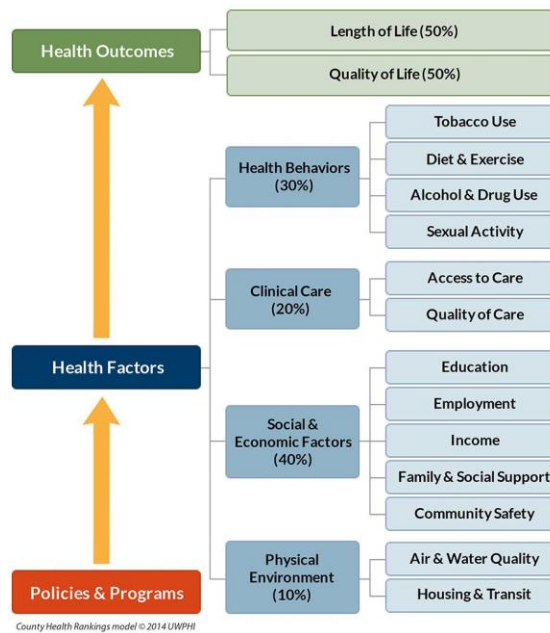 Health Outcomes
Length of Life (50%)
Quality of Life (50%)
Health Behaviors
(30%)
Tobacco Use
Diet & Exercise
Alcohol & Drug Use
Sexual Activity
Clinical Care
(20%)
Access to Care
Quality of Care
Health Factors
Social &
Economic Factors
(40%)
Education
Employment
Income
Family & Social Support
Community Safety
Physical
Environment
(10%)
Air & Water Quality
Housing & Transit
Policies & Programs
County Health Rankings model © 2014 UWPHI